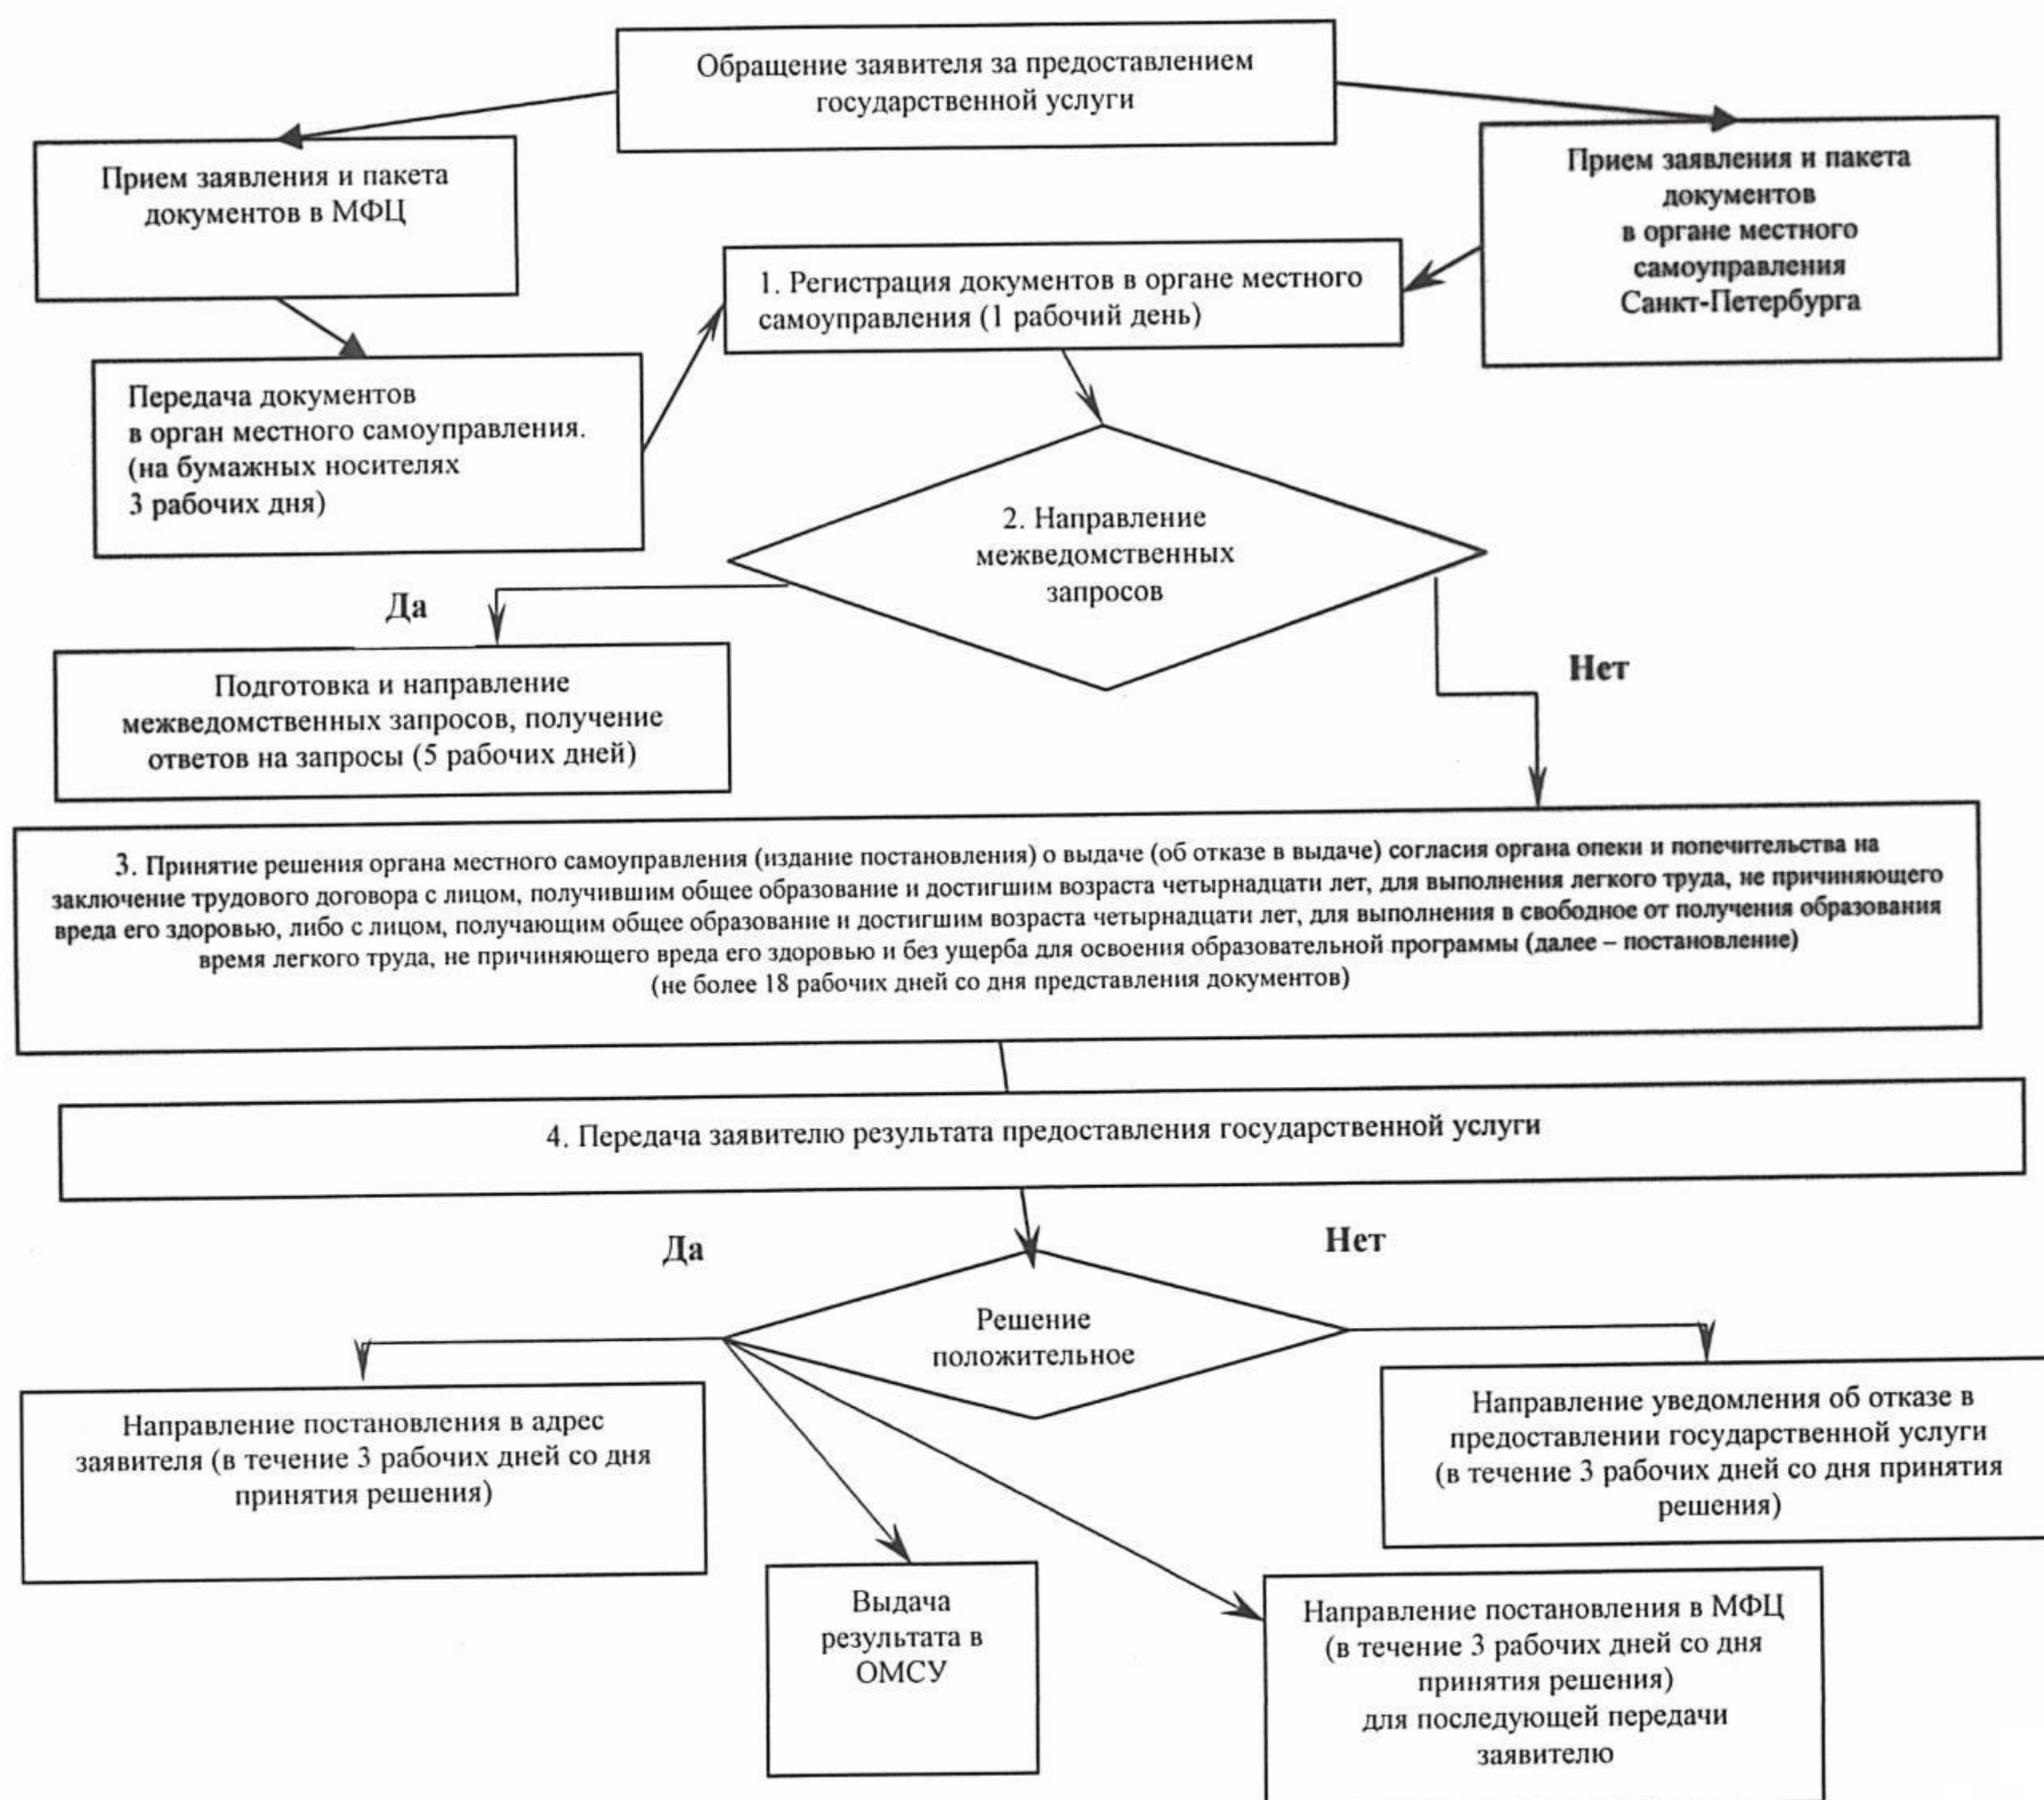 Обращение заявителя за предоставлением
государственной услуги
Прием заявления и пакета
документов в МФЦ
Прием заявления и пакета
документов
в органе местного
самоуправления
Санкт-Петербурга
1. Регистрация документов в органе местного
самоуправления (1 рабочий день)
Передача документов
в орган местного самоуправления.
(на бумажных носителях
3 рабочих дня)
2. Направление
межведомственных
запросов
Да
Нет
Подготовка и направление
межведомственных запросов, получение
ответов на запросы (5 рабочих дней)
3. Принятие решения органа местного самоуправления (издание постановления) о выдаче (об отказе в выдаче) согласия органа опеки и попечительства на
заключение трудового договора с лицом, получившим общее образование и достигшим возраста четырнадцати лет, для выполнения легкого труда, не причиняющего
вреда его здоровью, либо с лицом, получающим общее образование и достигшим возраста четырнадцати лет, для выполнения в свободное от получения образования
время легкого труда, не причиняющего вреда его здоровью и без ущерба для освоения образовательной программы (далее – постановление)
(не более 18 рабочих дней со дня представления документов)
4. Передача заявителю результата предоставления государственной услуги
Да
Нет
Решение
положительное
Направление постановления в адрес
заявителя (в течение 3 рабочих дней со дня
принятия решения)
Направление уведомления об отказе в
предоставлении государственной услуги
(в течение 3 рабочих дней со дня принятия
решения)
Выдача
результата в
ОМСУ
Направление постановления в МФЦ
(в течение 3 рабочих дней со дня
принятия решения)
для последующей передачи
заявителю